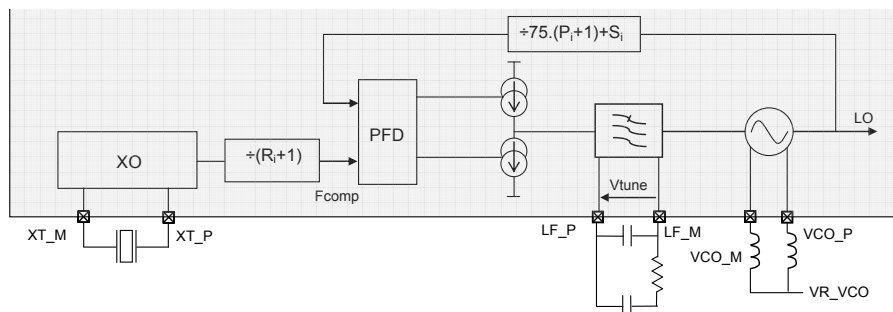 ÷75.(Pi+1)+Si
LO
PFD
XO
÷(Ri+1)
Fcomp
Vtune
XT_M
XT_P
LF_P
LF_M
VCO_M
VCO_P
VR_VCO